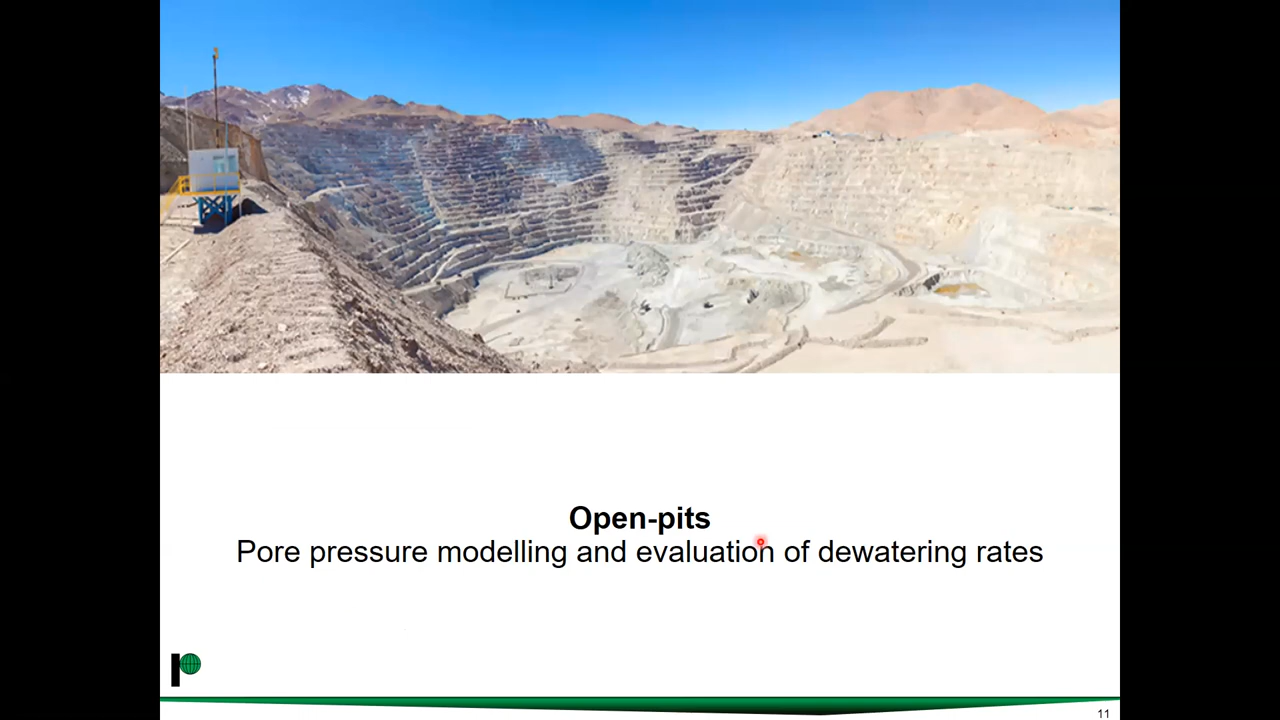 Open-pits
Pore pressure modelling and evaluation of dewatering rates
11